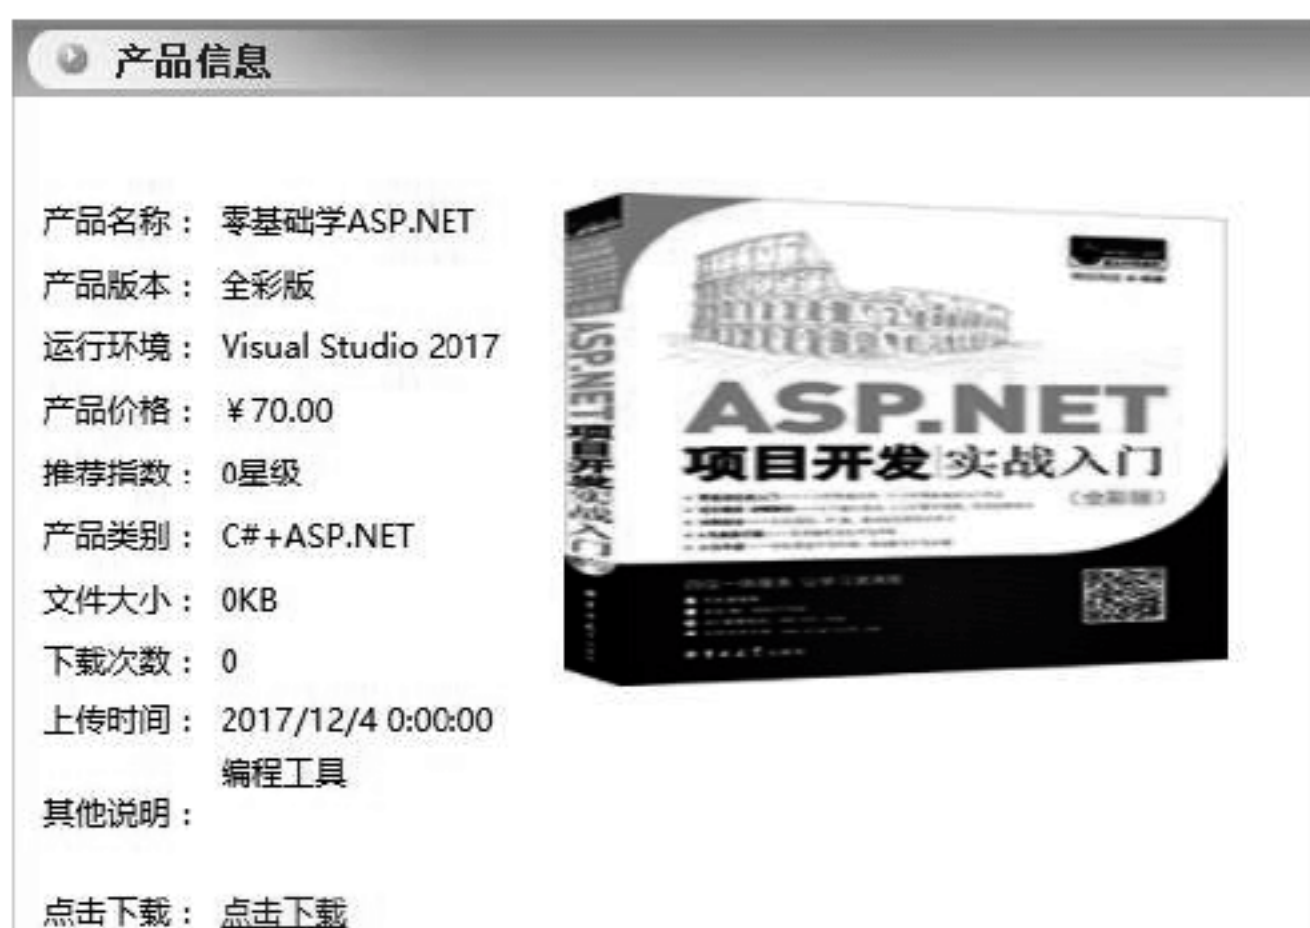 产品信息
产品名称： 零基础学ASP.NET
产品版本： 全彩版
运行环境： Visual Studio 2017
产品价格： ￥70.00
推荐指数： 0星级
产品类别： C#+ASP.NET
文件大小： 0KB
下载次数： 0
上传时间： 2017/12/4 0:00:00
编程工具
其他说明：
点击下载： 点击下载
ASP.NET项目开发实战入门
ASP.NET
项目开发 实战入门
（全彩版）